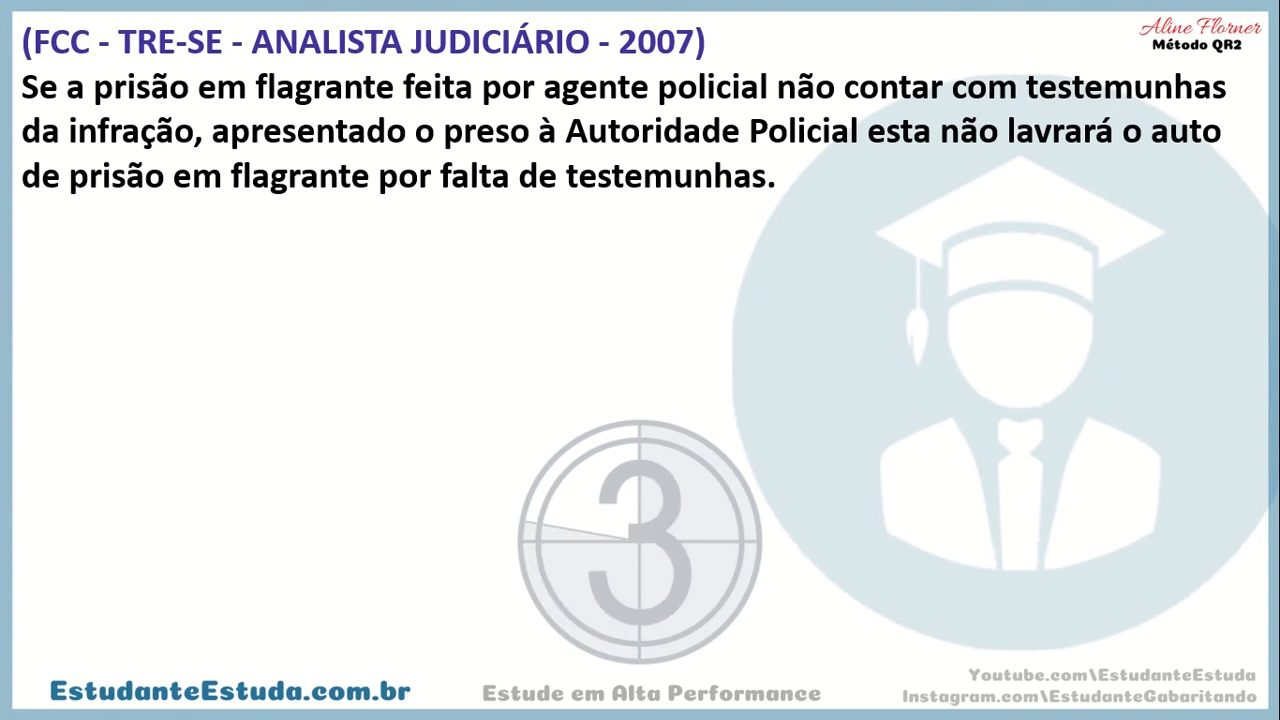 (FCC - TRE-SE - ANALISTA JUDICIÁRIO - 2007)
Aline Florner
Método QR2
Se a prisão em flagrante feita por agente policial não contar com testemunhas
da infração, apresentado o preso à Autoridade Policial esta não lavrará o auto
de prisão em flagrante por falta de testemunhas.
3
EstudanteEstuda.com.br
Estude em Alta Performance
Youtube.com\EstudanteEstuda
Instagram.com\EstudanteGabaritando